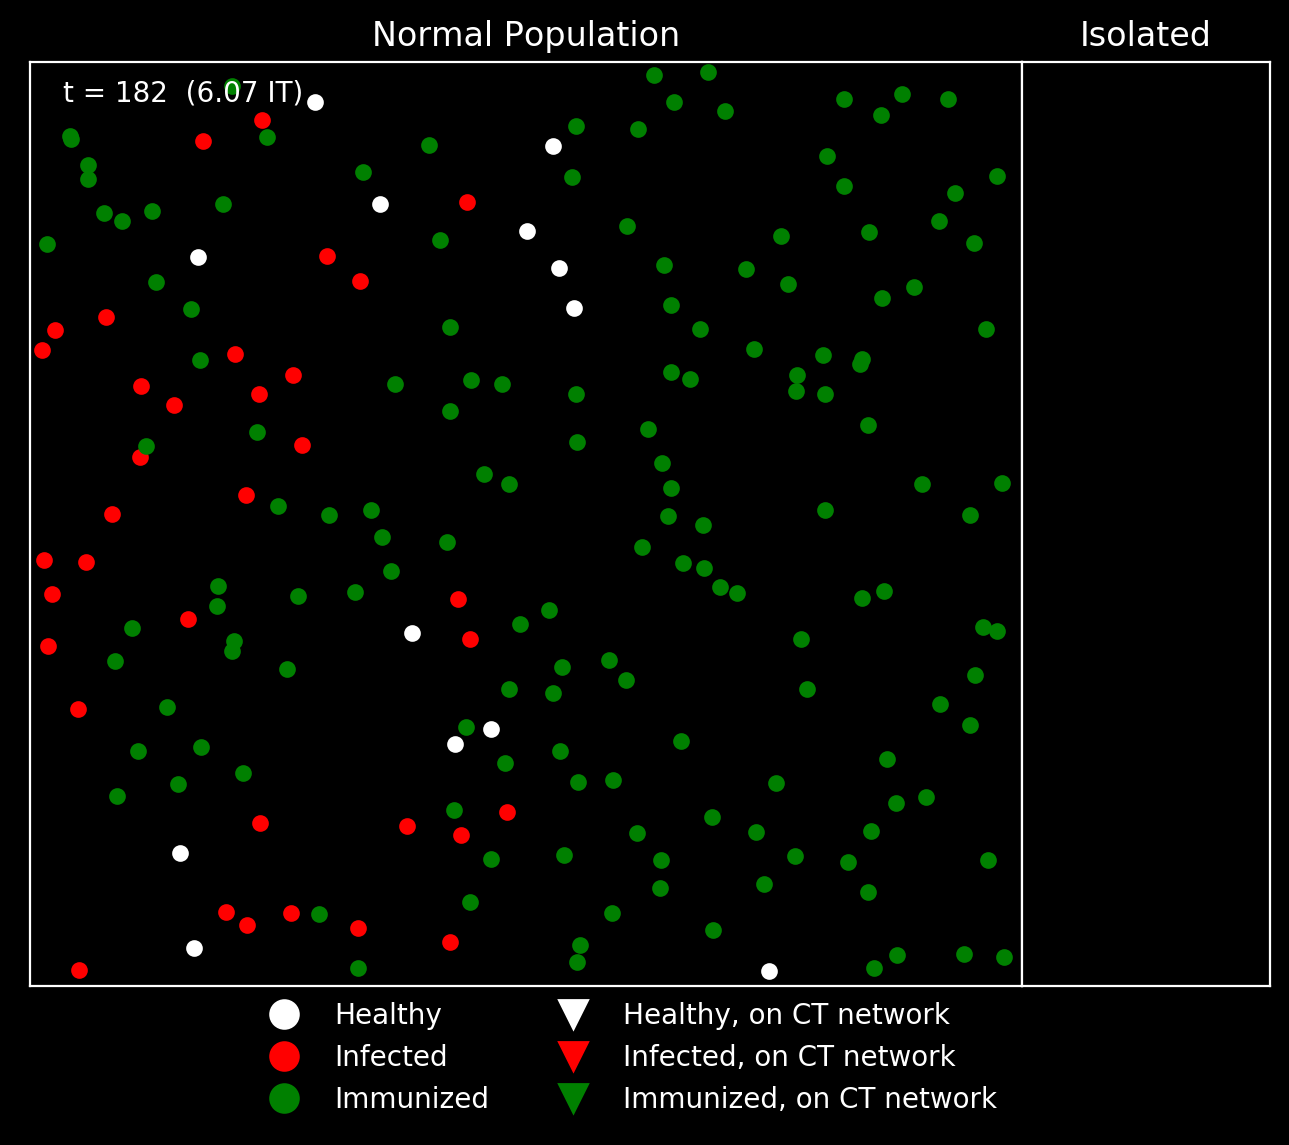 Normal Population
Isolated
t = 182  (6.07 IT)
Healthy
Infected
Immunized
Healthy, on CT network
Infected, on CT network
Immunized, on CT network